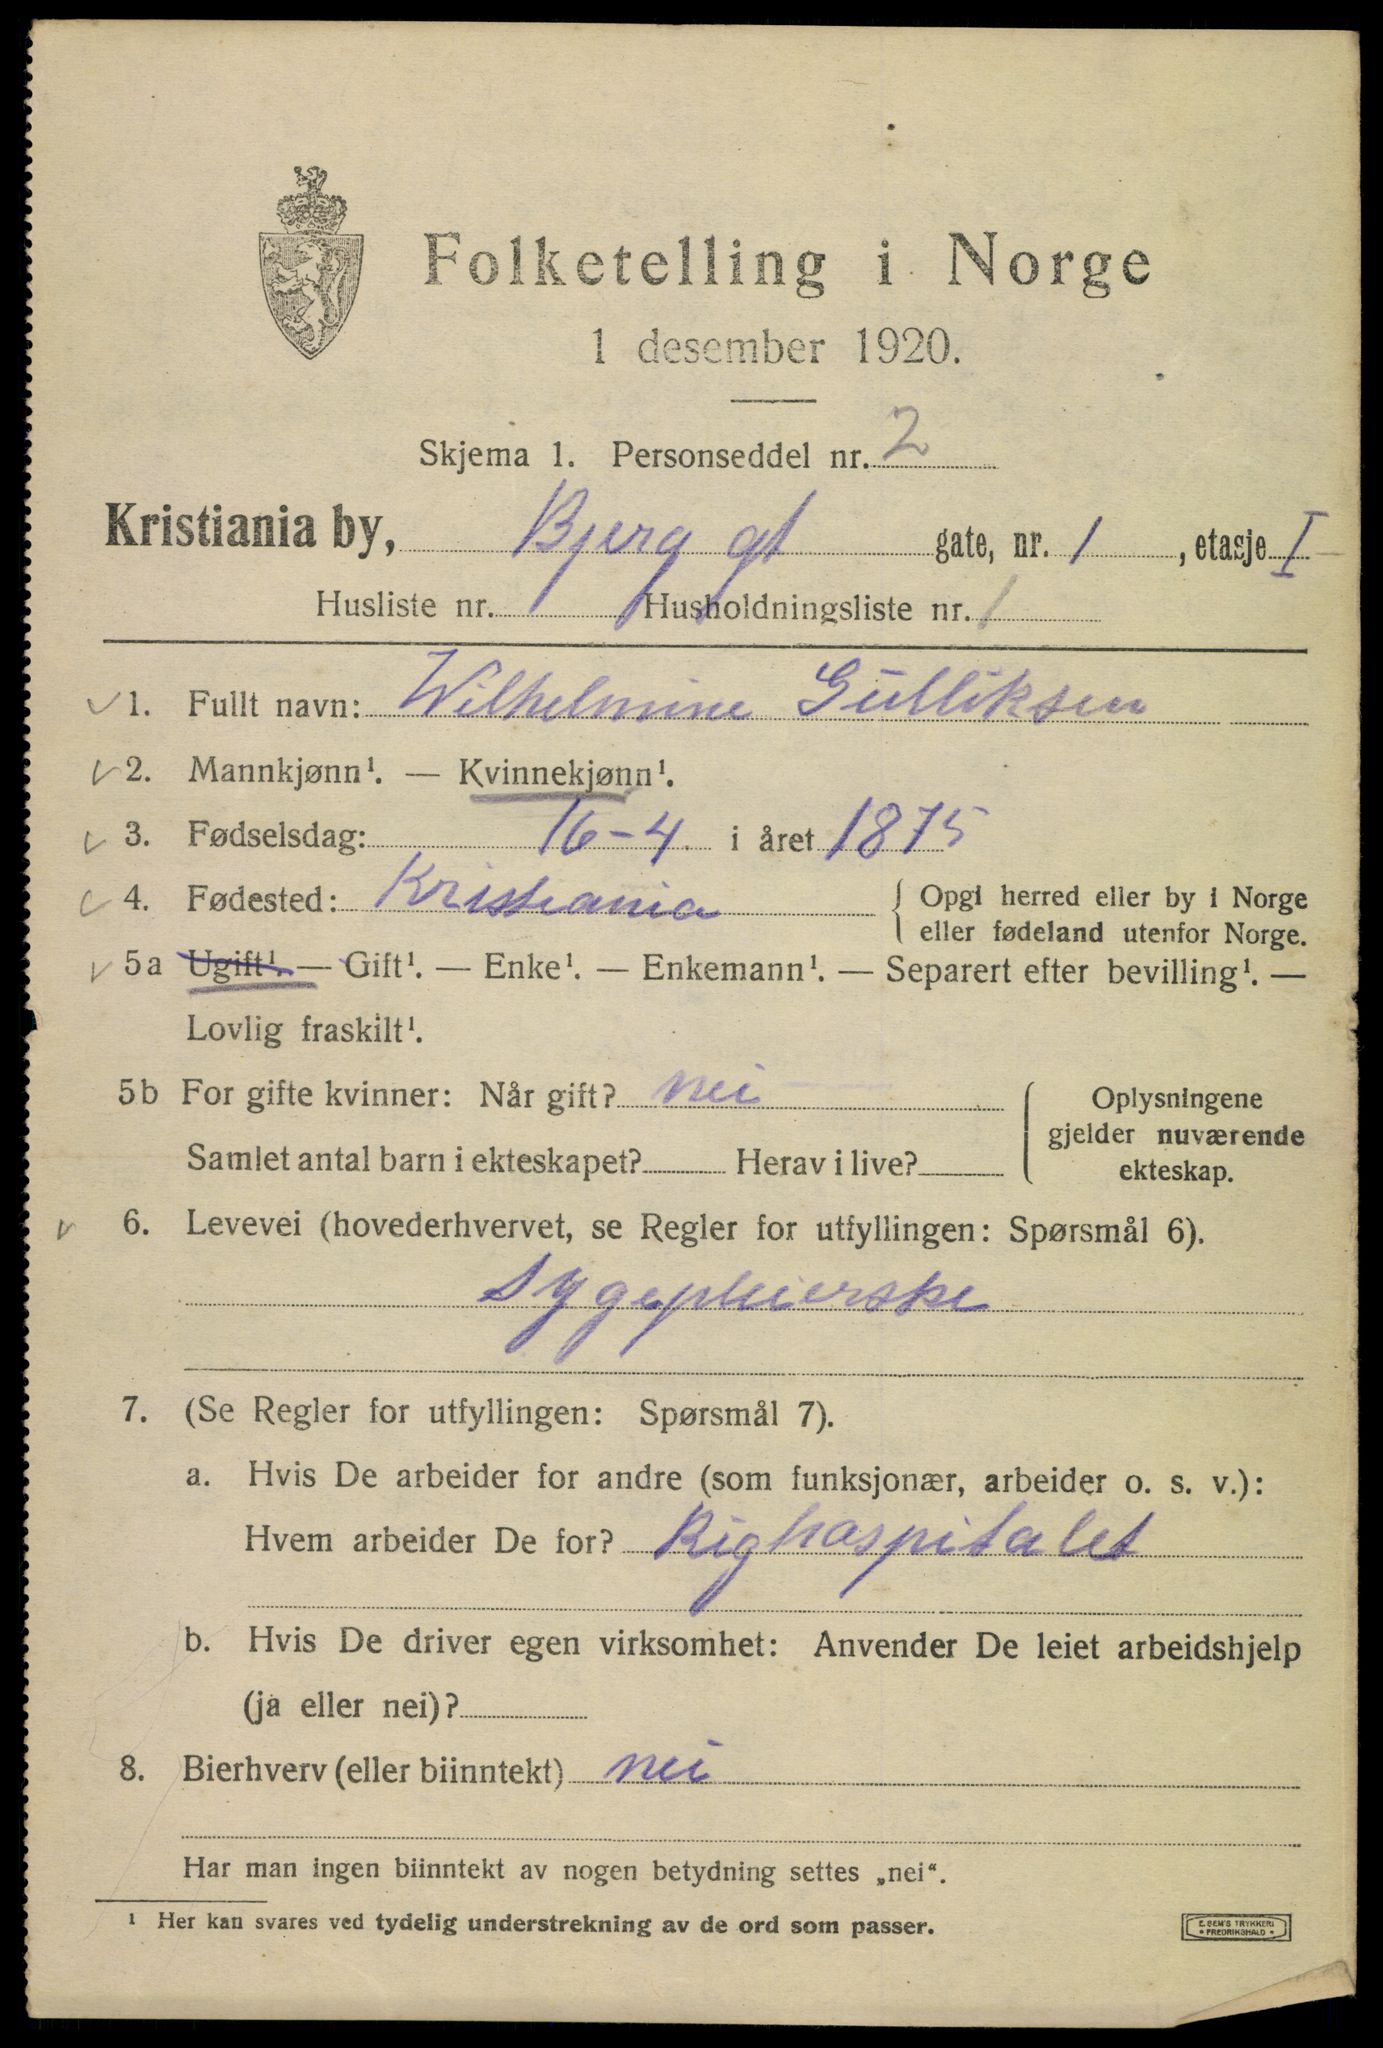 Folketelling i Norge
1 desember 1920.
Skjema 1. Personseddel nr. 2
Kristiania by, Bjerg gt gate, nr. 1, etasje I
Husliste nr. 1 Husholdningsliste nr. 1
1. Fullt navn: Wilhelmine Gulliksen
2. Mannkjønn¹. — Kvinnekjønn¹.
3. Fødselsdag: 16-4 i året 1875
4. Fødested: Kristiania { Opgi herred eller by i Norge
eller fødeland utenfor Norge.
5a Ugift¹. — Gift¹. — Enke¹. — Enkemann¹. — Separert efter bevilling¹. —
Lovlig fraskilt¹.
5b For gifte kvinner: Når gift? nei
Samlet antal barn i ekteskapet? Herav i live?
Oplysningene
gjelder nuværende
ekteskap.
6. Levevei (hovederhvervet, se Regler for utfyllingen: Spørsmål 6).
Sygepleierske
7. (Se Regler for utfyllingen: Spørsmål 7).
a. Hvis De arbeider for andre (som funksjonær, arbeider o. s. v.):
Hvem arbeider De for? Righospitalet
b. Hvis De driver egen virksomhet: Anvender De leiet arbeidshjelp
(ja eller nei)?
8. Bierhverv (eller biinntekt) nei
Har man ingen biinntekt av nogen betydning settes „nei“.
¹ Her kan svares ved tydelig understrekning av de ord som passer.
E. SEM'S TRYKKERI
• FREDRIKSHALD •